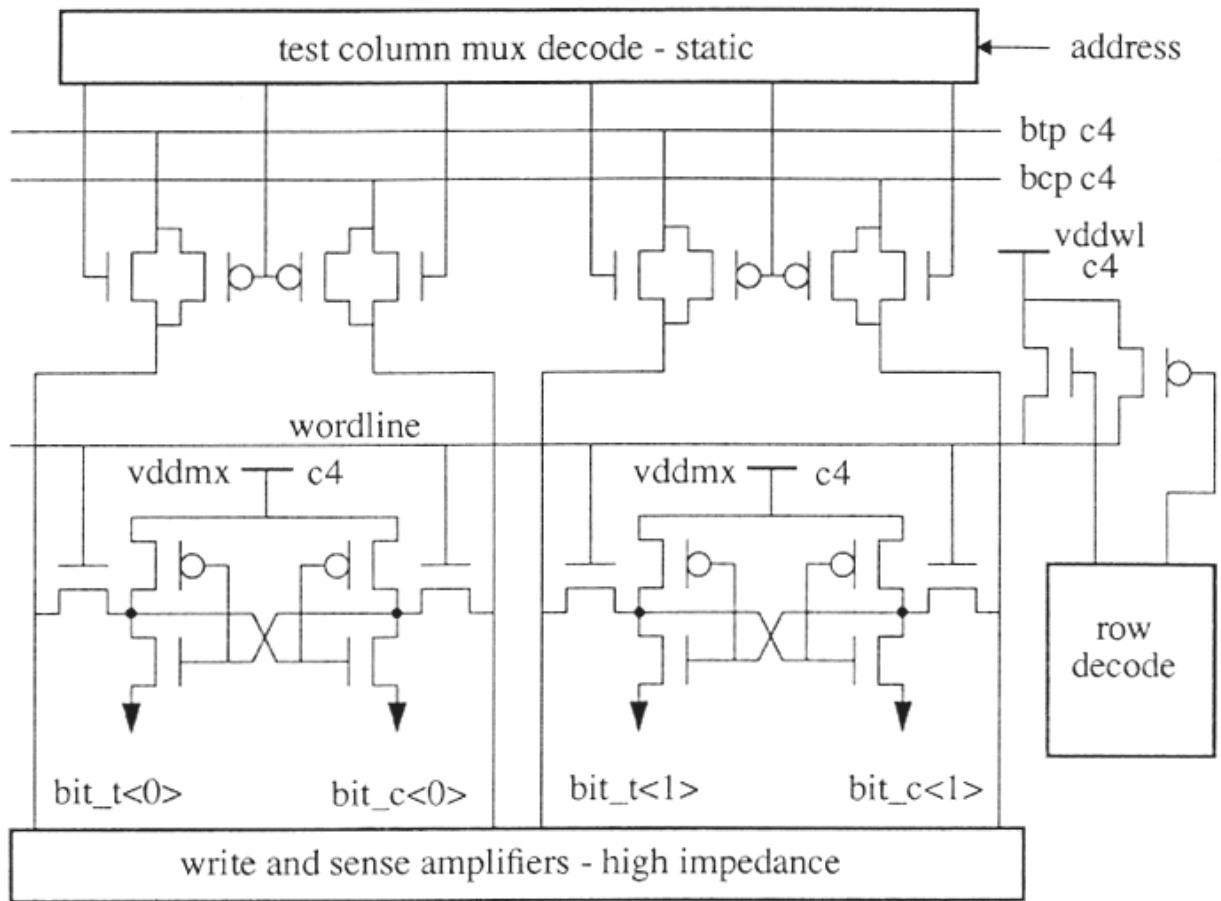 test column mux decode - static
address
btp c4
bcp c4
vddwl
c4
wordline
vddmx c4
vddmx c4
row
decode
bit_t<0>
bit_c<0>
bit_t<1>
bit_c<1>
write and sense amplifiers - high impedance